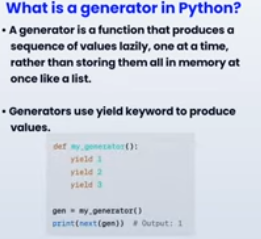 What is a generator in Python?
• A generator is a function that produces a
sequence of values lazily, one at a time,
rather than storing them all in memory at
once like a list.
• Generators use yield keyword to produce
values.
def my_generator():
yield 1
yield 2
yield 3
gen = my_generator()
print(next(gen)) # Output: 1